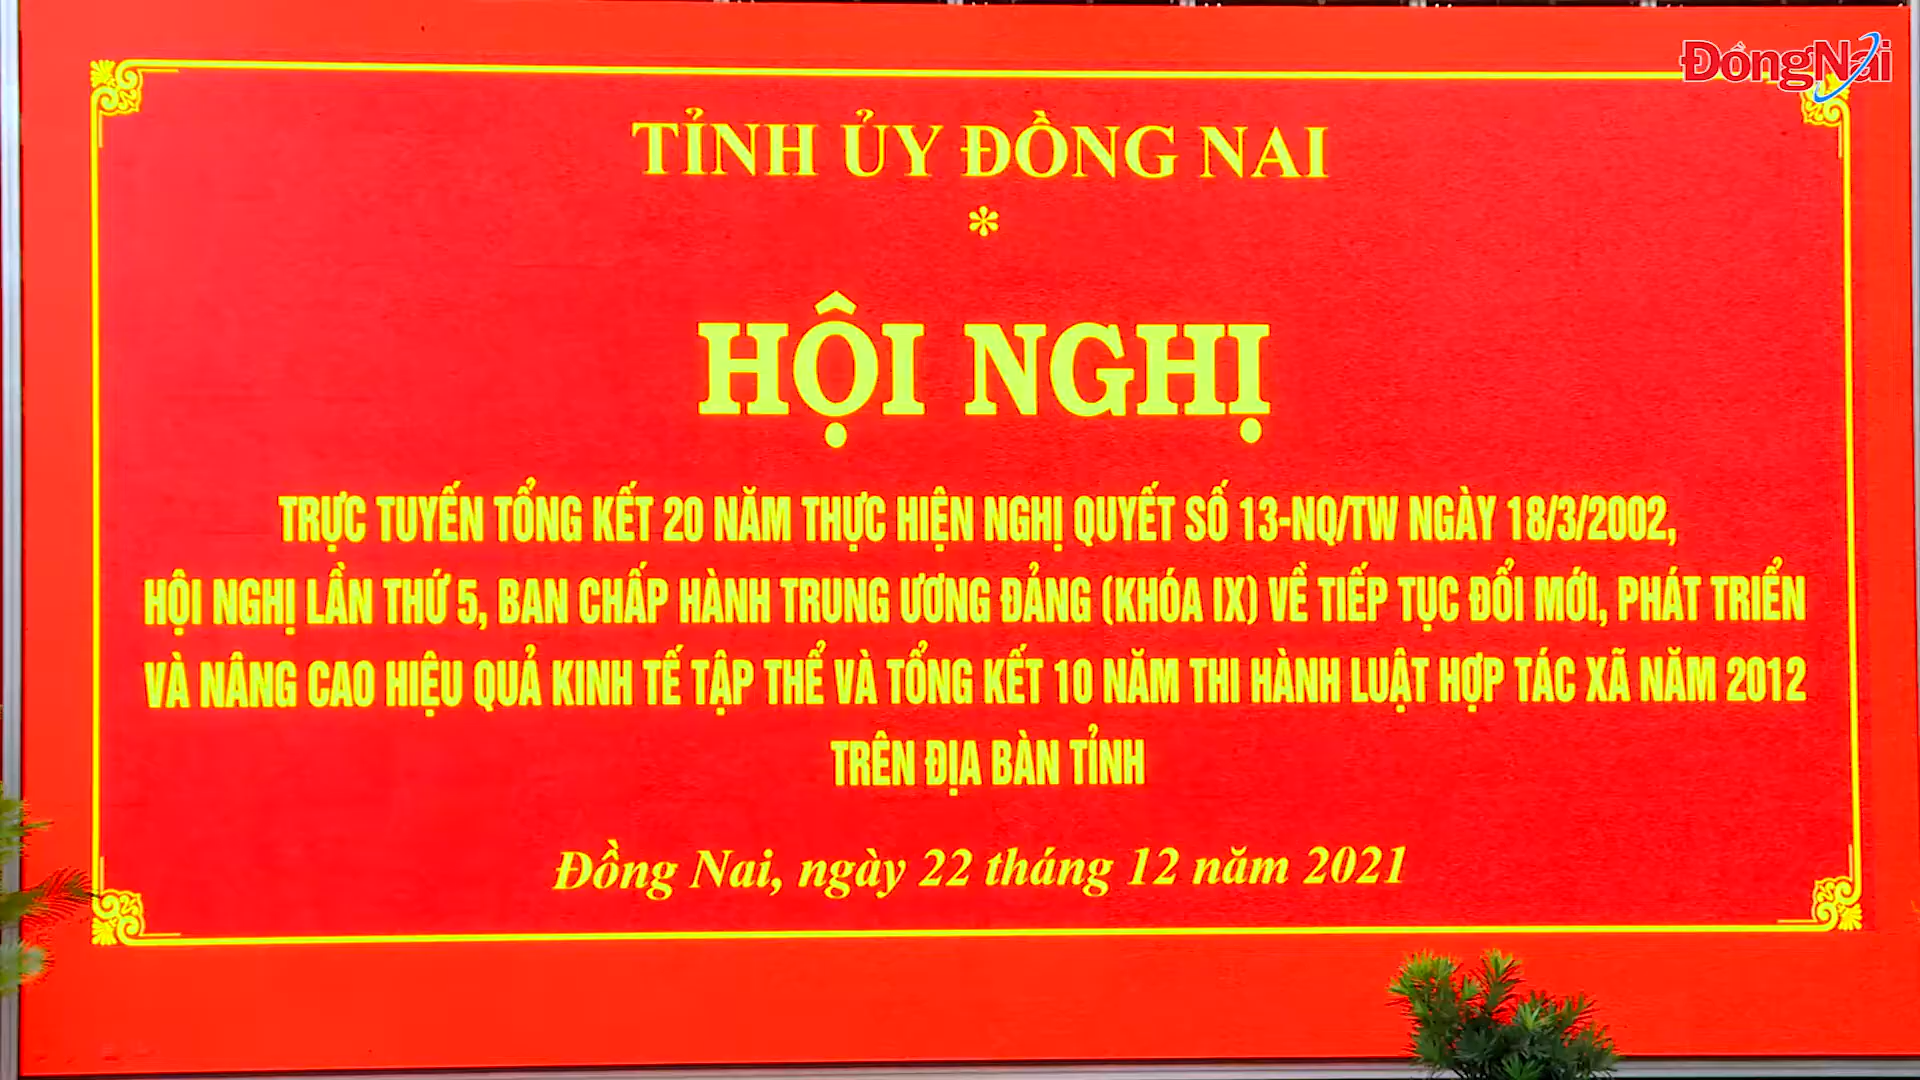 ĐồngNai
TỈNH ỦY ĐỒNG NAI
*
HỘI NGHỊ
TRỰC TUYẾN TỔNG KẾT 20 NĂM THỰC HIỆN NGHỊ QUYẾT SỐ 13-NQ/TW NGÀY 18/3/2002,
HỘI NGHỊ LẦN THỨ 5, BAN CHẤP HÀNH TRUNG ƯƠNG ĐẢNG (KHÓA IX) VỀ TIẾP TỤC ĐỔI MỚI, PHÁT TRIỂN
VÀ NÂNG CAO HIỆU QUẢ KINH TẾ TẬP THỂ VÀ TỔNG KẾT 10 NĂM THI HÀNH LUẬT HỢP TÁC XÃ NĂM 2012
TRÊN ĐỊA BÀN TỈNH
Đồng Nai, ngày 22 tháng 12 năm 2021